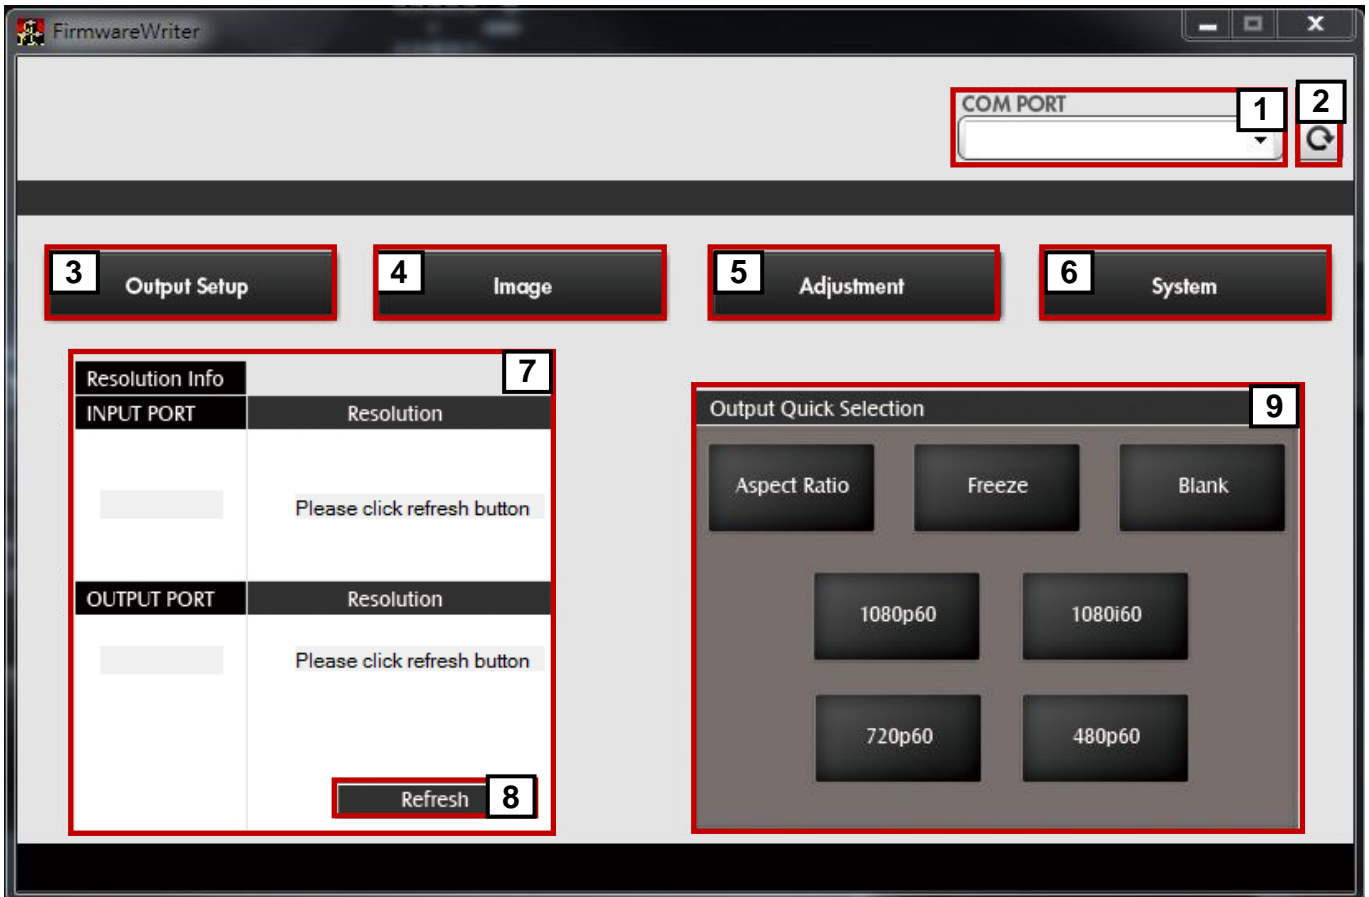 FirmwareWriter
COM PORT
1
2
3
Output Setup
4
Image
5
Adjustment
6
System
Resolution Info
7
INPUT PORT Resolution
Please click refresh button
OUTPUT PORT Resolution
Please click refresh button
Refresh
8
Output Quick Selection
9
Aspect Ratio Freeze Blank
1080p60 1080i60
720p60 480p60